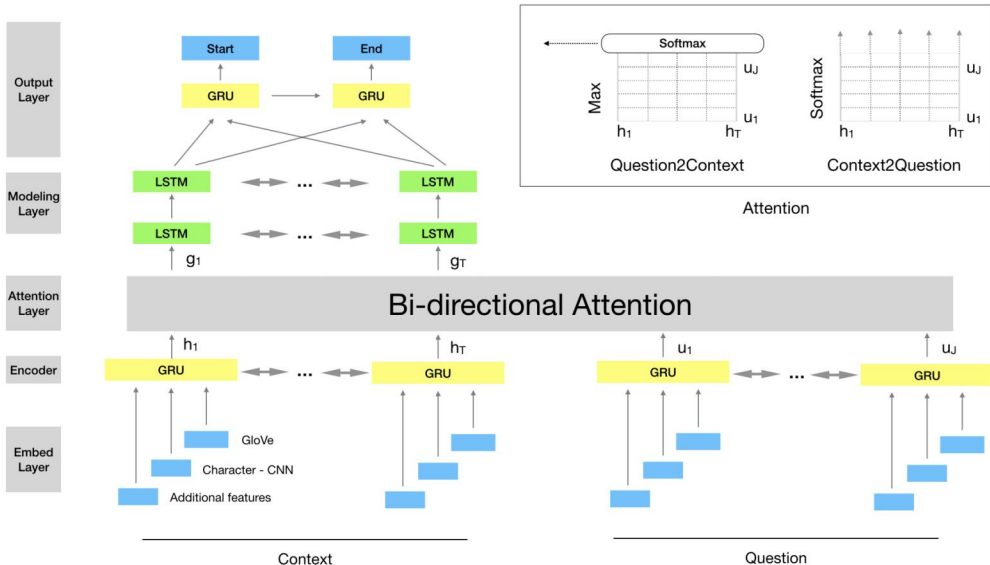 Start
End
Softmax
Output
Layer
GRU
GRU
Max
uJ
u1
h1
hT
Question2Context
Softmax
uJ
u1
h1
hT
Context2Question
Attention
Modeling
Layer
LSTM
...
LSTM
LSTM
...
LSTM
g1
gT
Attention
Layer
Bi-directional Attention
h1
hT
u1
uJ
Encoder
GRU
...
GRU
GRU
...
GRU
Embed
Layer
GloVe
Character - CNN
Additional features
Context
Question